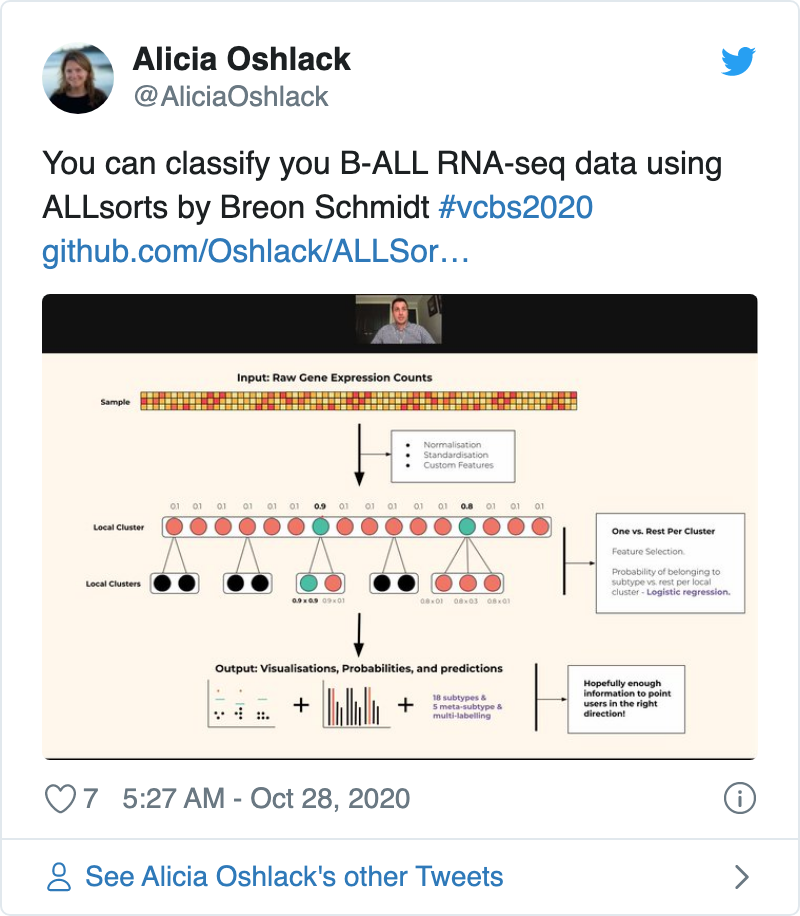 Alicia Oshlack
@AliciaOshlack
You can classify you B-ALL RNA-seq data using
ALLsorts by Breon Schmidt #vcbs2020
github.com/Oshlack/ALLSor…
Input: Raw Gene Expression Counts
Sample
• Normalisation
• Standardisation
• Custom Features
0.1 0.1 0.1 0.1 0.1 0.1 0.9 0.1 0.1 0.1 0.1 0.1 0.8 0.1 0.1 0.1
Local Cluster
One vs. Rest Per Cluster
Feature Selection.
Probability of belonging to
subtype vs. rest per local
cluster - Logistic regression.
Local Clusters
0.9 x 0.9 0.9 x 0.1 0.8 x 0.1 0.8 x 0.3 0.8 x 0.1
Output: Visualisations, Probabilities, and predictions
+ +
18 subtypes &
5 meta-subtype &
multi-labelling
Hopefully enough
information to point
users in the right
direction!
7 5:27 AM - Oct 28, 2020
See Alicia Oshlack's other Tweets